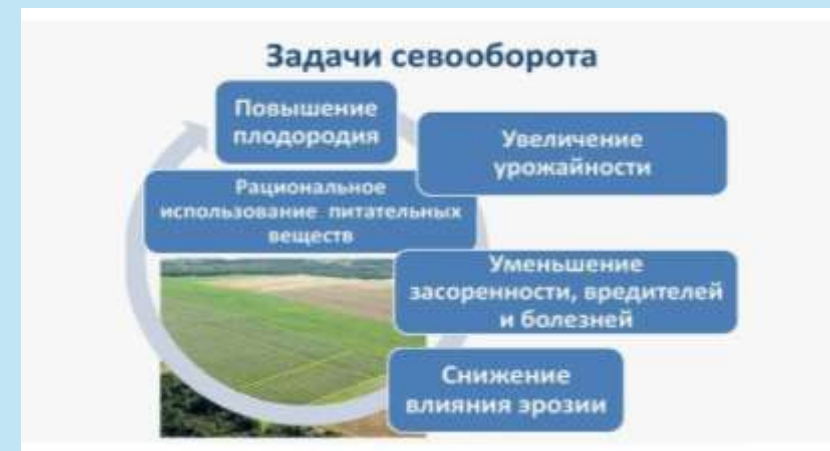 Задачи севооборота
Повышение
плодородия
Увеличение
урожайности
Рациональное
использование питательных
веществ
Уменьшение
засоренности, вредителей
и болезней
Снижение
влияния эрозии